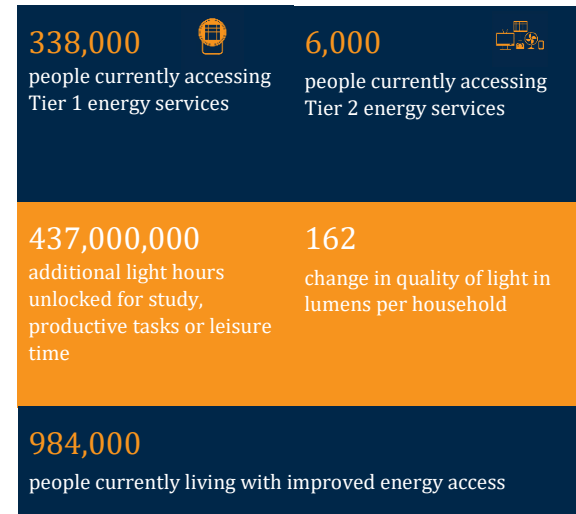 338,000
people currently accessing
Tier 1 energy services
6,000
people currently accessing
Tier 2 energy services
437,000,000
additional light hours
unlocked for study,
productive tasks or leisure
time
162
change in quality of light in
lumens per household
984,000
people currently living with improved energy access